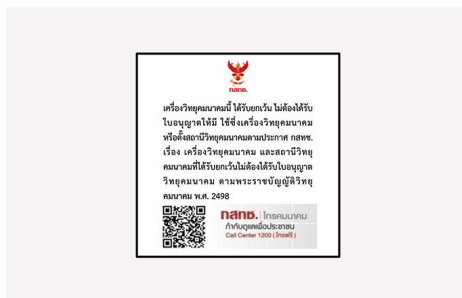 กสทช.
เครื่องวิทยุคมนาคมนี้ ได้รับยกเว้น ไม่ต้องได้รับ
ใบอนุญาตให้มี ใช้ซึ่งเครื่องวิทยุคมนาคม
หรือตั้งสถานีวิทยุคมนาคมตามประกาศ กสทช.
เรื่อง เครื่องวิทยุคมนาคม และสถานีวิทยุ
คมนาคมที่ได้รับยกเว้นไม่ต้องได้รับใบอนุญาต
วิทยุคมนาคม ตามพระราชบัญญัติวิทยุ
คมนาคม พ.ศ. 2498
กสทช. | โทรคมนาคม
กำกับดูแลเพื่อประชาชน
Call Center 1200 (โทรฟรี)